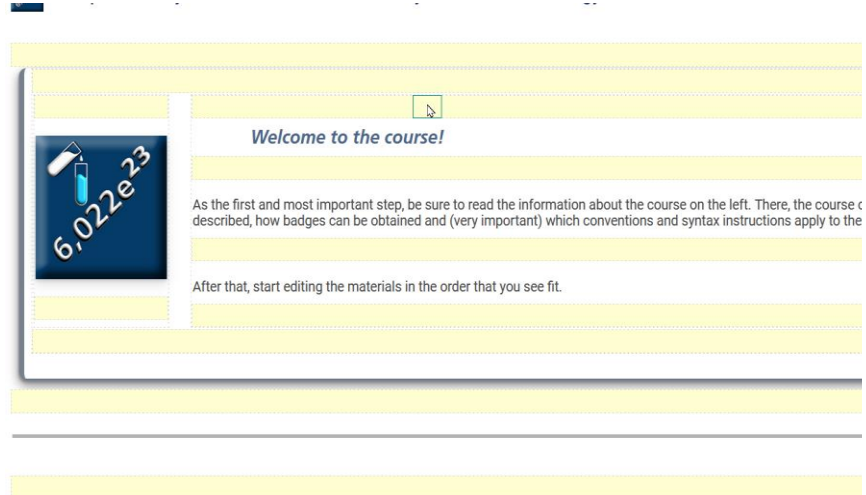 Welcome to the course!
6,022e23
As the first and most important step, be sure to read the information about the course on the left. There, the course
described, how badges can be obtained and (very important) which conventions and syntax instructions apply to the
After that, start editing the materials in the order that you see fit.